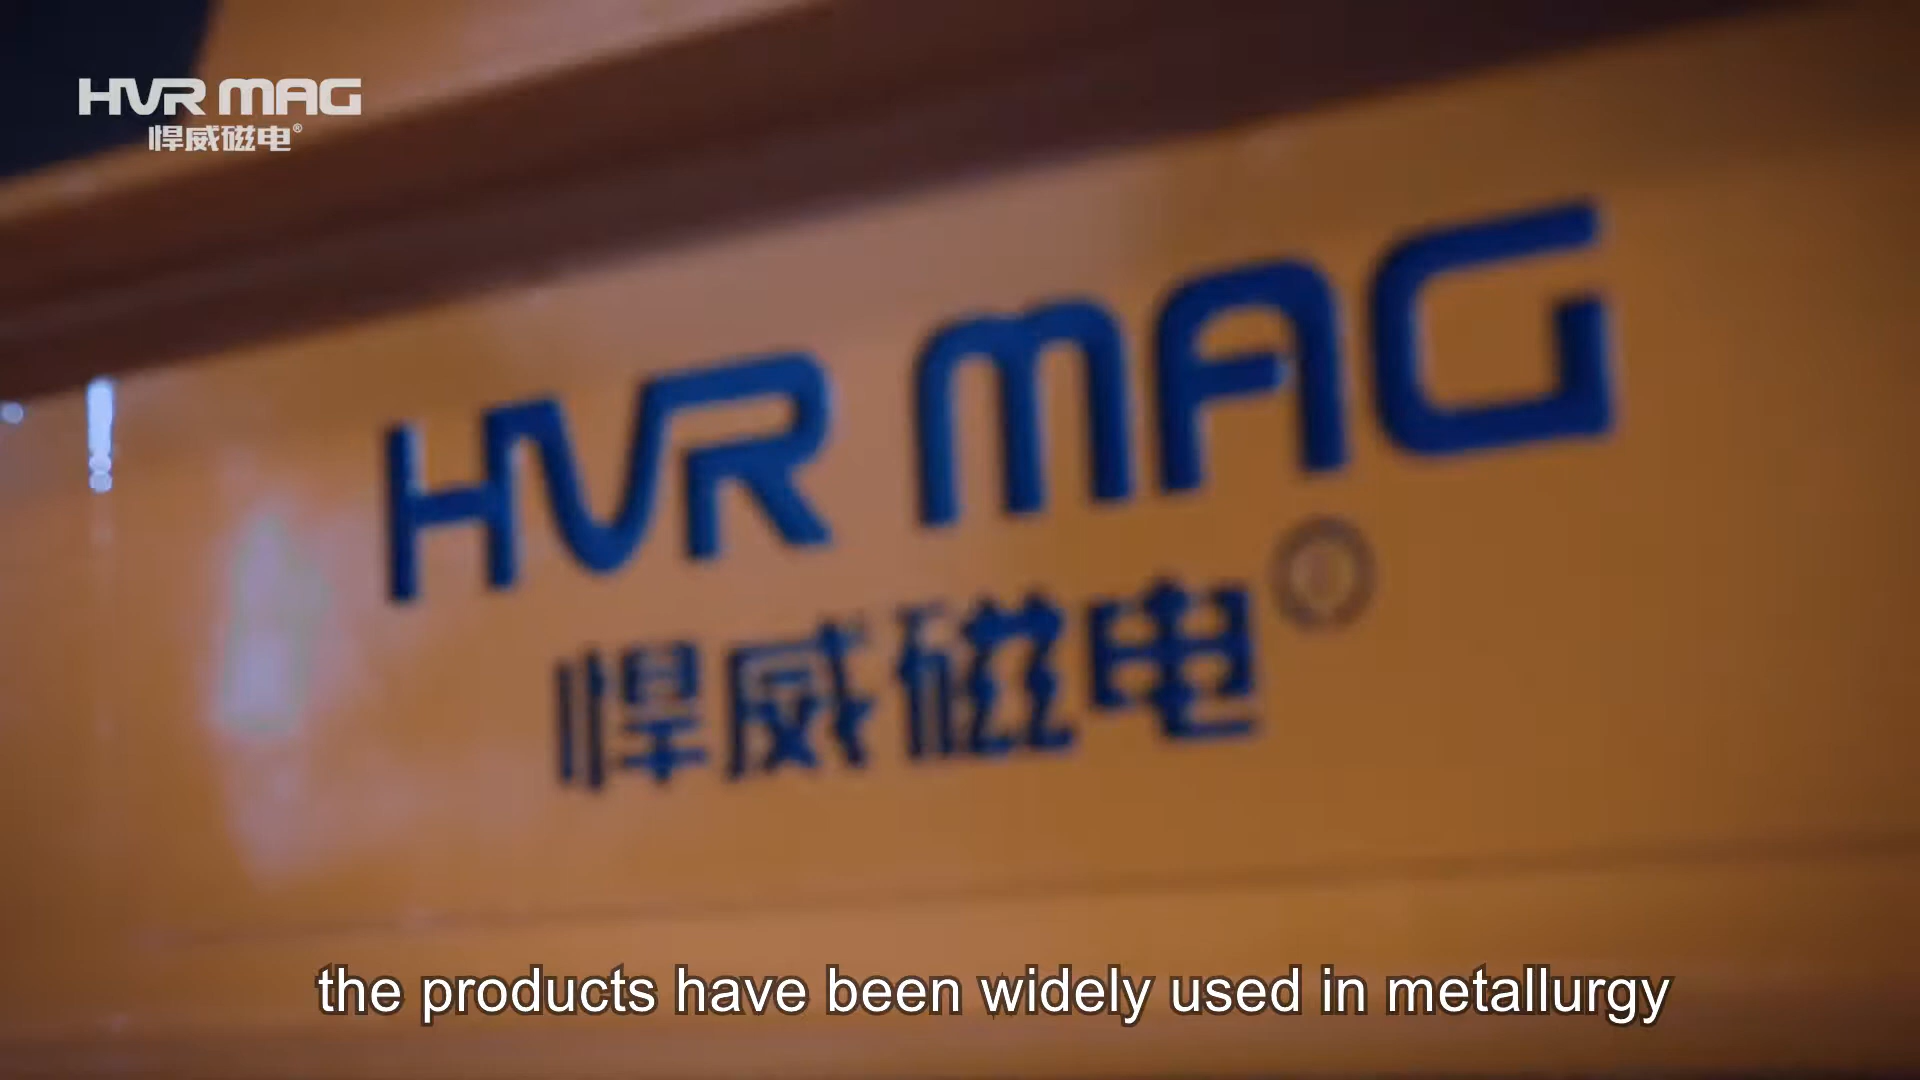 HVR MAG
悍威磁电®
HVR MAG
悍威磁电
the products have been widely used in metallurgy